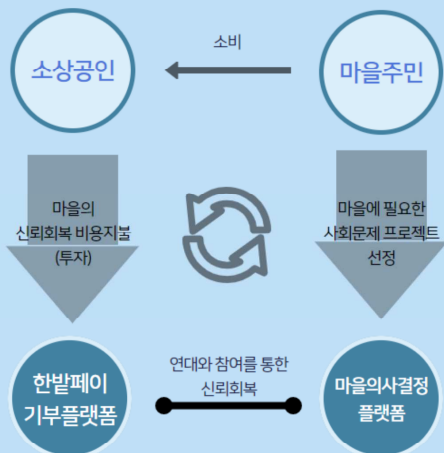 소비
소상공인
마을주민
마을의
신뢰회복 비용지불
(투자)
마을에 필요한
사회문제 프로젝트
선정
한밭페이
기부플랫폼
연대와 참여를 통한
신뢰회복
마을의사결정
플랫폼